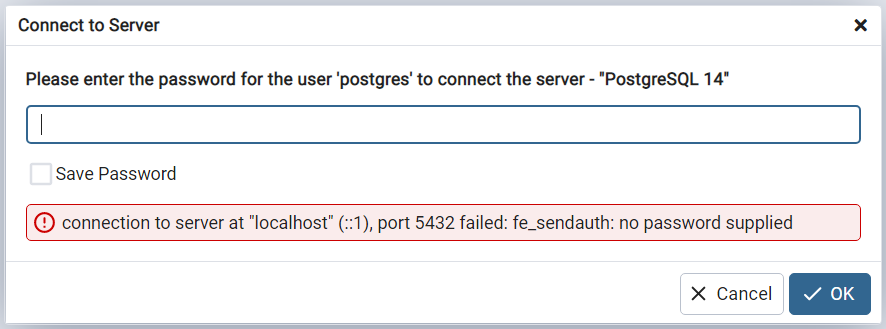 Connect to Server
Please enter the password for the user 'postgres' to connect the server - "PostgreSQL 14"
Save Password
connection to server at "localhost" (::1), port 5432 failed: fe_sendauth: no password supplied
Cancel
OK